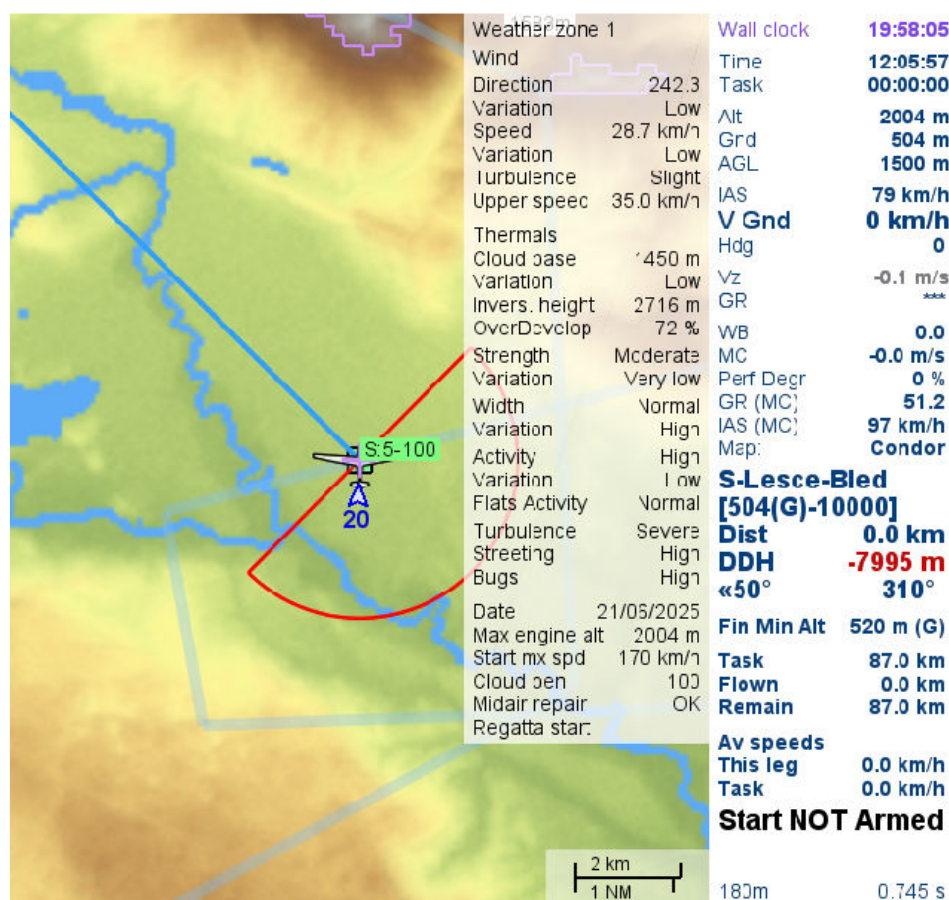 Weather zone 1
Wind
Direction 242.3
Variation Low
Speed 28.7 km/h
Variation Low
Turbulence Slight
Upper speed 35.0 km/h
Thermals
Cloud base 1450 m
Variation Low
Invers. height 2716 m
OverDevelop 72 %
Strength Moderate
Variation Very low
Width Normal
Variation High
Activity High
Variation Low
Flats Activity Normal
Turbulence Severe
Streeting High
Bugs High
Date 21/06/2025
Max engine alt 2004 m
Start mx spd 170 km/h
Cloud pen 100
Midair repair OK
Regatta start
S:5-100
20
2 km
1 NM
Wall clock 19:58:05
Time 12:05:57
Task 00:00:00
Alt 2004 m
Grd 504 m
AGL 1500 m
IAS 79 km/h
V Gnd 0 km/h
Hdg 0
Vz -0.1 m/s
GR ***
WB 0.0
MC -0.0 m/s
Perf Degr 0 %
GR (MC) 51.2
IAS (MC) 97 km/h
Map: Condor
S-Lesce-Bled
[504(G)-10000]
Dist 0.0 km
DDH -7995 m
«50° 310°
Fin Min Alt 520 m (G)
Task 87.0 km
Flown 0.0 km
Remain 87.0 km
Av speeds
This leg 0.0 km/h
Task 0.0 km/h
Start NOT Armed
180m 0.745 s